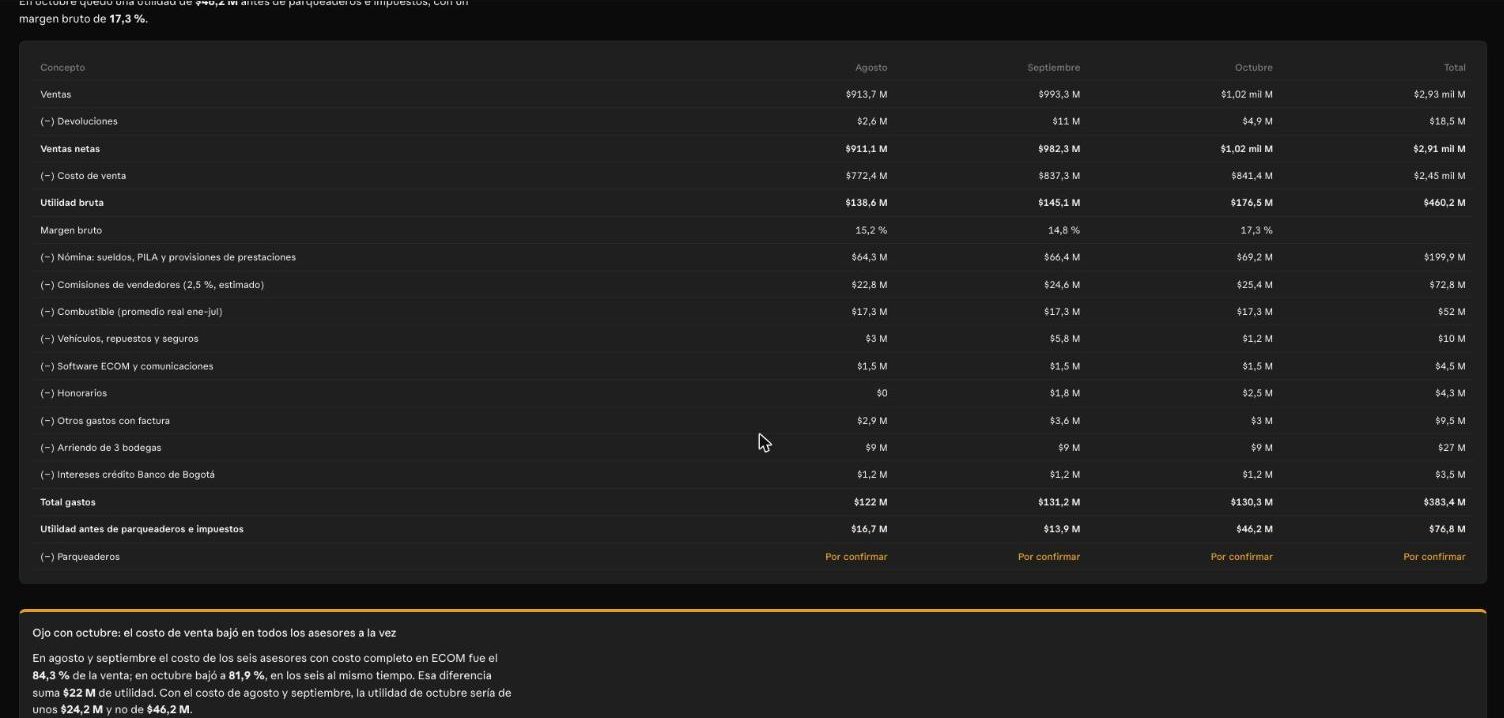 En octubre quedó una utilidad de $46,2 M antes de parqueaderos e impuestos, con un
margen bruto de 17,3 %.
Concepto Agosto Septiembre Octubre Total
Ventas $913,7 M $993,3 M $1,02 mil M $2,93 mil M
(−) Devoluciones $2,6 M $11 M $4,9 M $18,5 M
Ventas netas $911,1 M $982,3 M $1,02 mil M $2,91 mil M
(−) Costo de venta $772,4 M $837,3 M $841,4 M $2,45 mil M
Utilidad bruta $138,6 M $145,1 M $176,5 M $460,2 M
Margen bruto 15,2 % 14,8 % 17,3 %
(−) Nómina: sueldos, PILA y provisiones de prestaciones $64,3 M $66,4 M $69,2 M $199,9 M
(−) Comisiones de vendedores (2,5 %, estimado) $22,8 M $24,6 M $25,4 M $72,8 M
(−) Combustible (promedio real ene-jul) $17,3 M $17,3 M $17,3 M $52 M
(−) Vehículos, repuestos y seguros $3 M $5,8 M $1,2 M $10 M
(−) Software ECOM y comunicaciones $1,5 M $1,5 M $1,5 M $4,5 M
(−) Honorarios $0 $1,8 M $2,5 M $4,3 M
(−) Otros gastos con factura $2,9 M $3,6 M $3 M $9,5 M
(−) Arriendo de 3 bodegas $9 M $9 M $9 M $27 M
(−) Intereses crédito Banco de Bogotá $1,2 M $1,2 M $1,2 M $3,5 M
Total gastos $122 M $131,2 M $130,3 M $383,4 M
Utilidad antes de parqueaderos e impuestos $16,7 M $13,9 M $46,2 M $76,8 M
(−) Parqueaderos Por confirmar Por confirmar Por confirmar Por confirmar
Ojo con octubre: el costo de venta bajó en todos los asesores a la vez
En agosto y septiembre el costo de los seis asesores con costo completo en ECOM fue el
84,3 % de la venta; en octubre bajó a 81,9 %, en los seis al mismo tiempo. Esa diferencia
suma $22 M de utilidad. Con el costo de agosto y septiembre, la utilidad de octubre sería de
unos $24,2 M y no de $46,2 M.